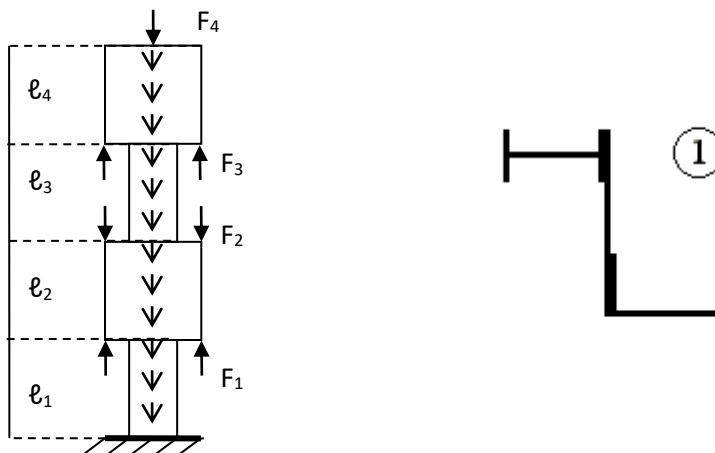 F₄
ℓ₄
F₃
ℓ₃
F₂
ℓ₂
F₁
ℓ₁
1